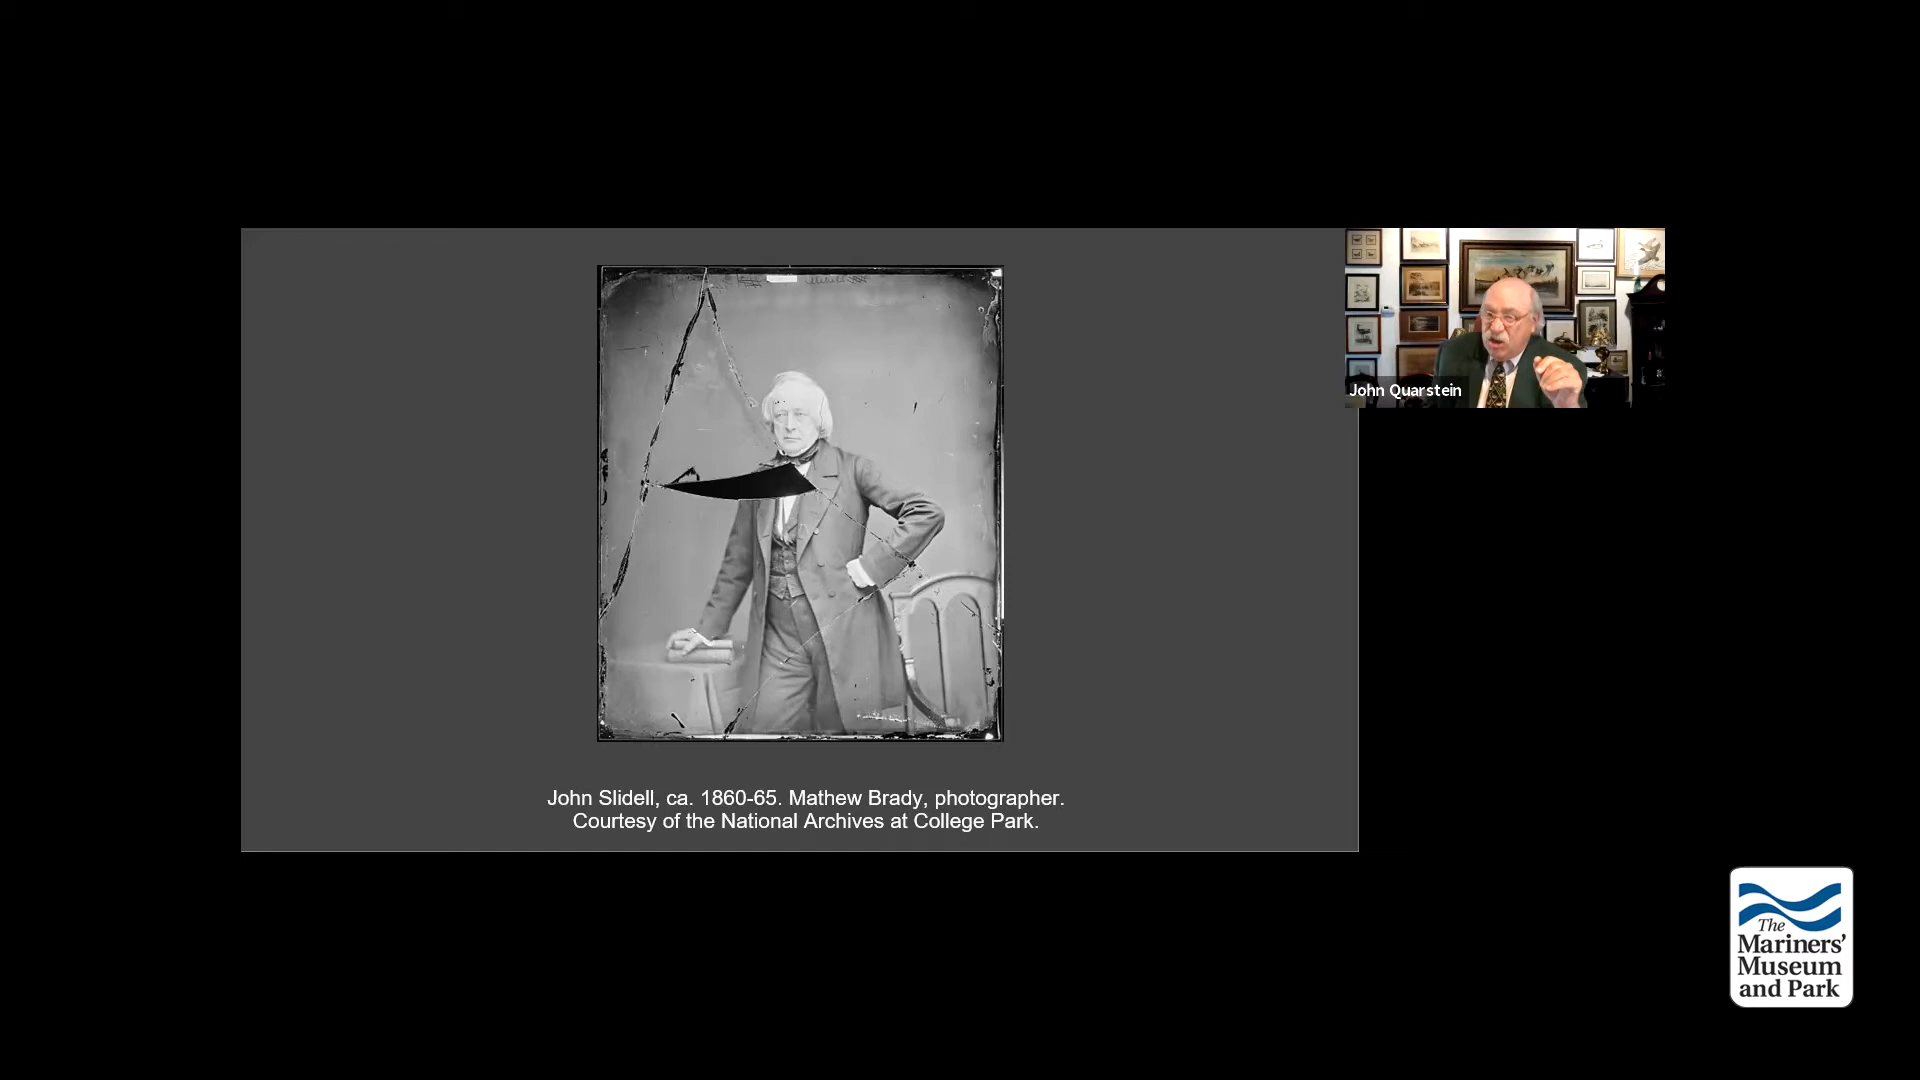 John Quarstein
John Slidell, ca. 1860-65. Mathew Brady, photographer.
Courtesy of the National Archives at College Park.
The
Mariners'
Museum
and Park